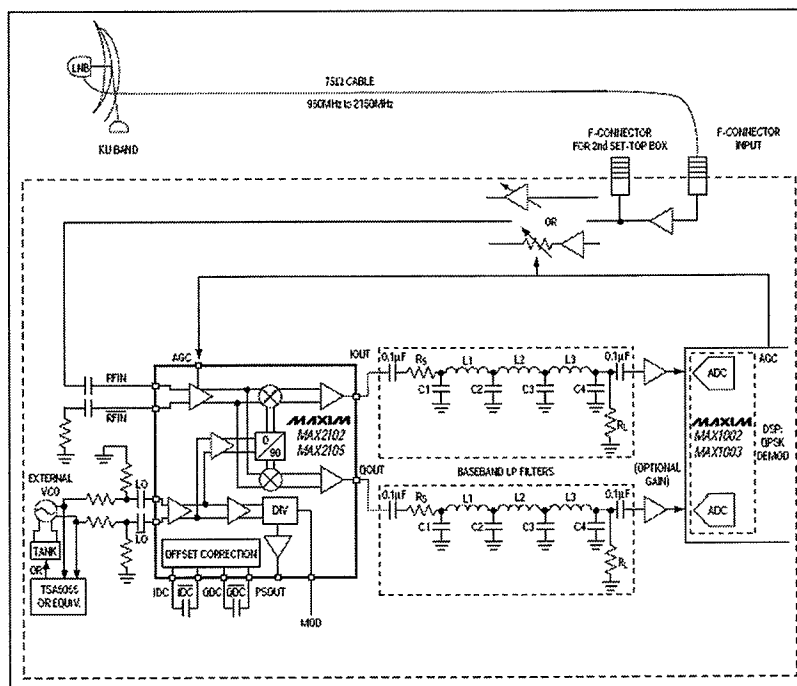 LNB
75Ω CABLE
950MHz to 2150MHz
KU BAND
F-CONNECTOR
FOR 2nd SET-TOP BOX
F-CONNECTOR
INPUT
OR
AGC
IOUT
0.1µF
RS
L1
L2
L3
0.1µF
C1
C2
C3
C4
RL
ADC
AGC
RFIN
RFIN
MAXIM
MAX2102
MAX2105
0
90
MAXIM
MAX1002
MAX1003
DSP:
QPSK
DEMOD
EXTERNAL
VCO
LO
LO
QOUT
BASEBAND LP FILTERS
(OPTIONAL
GAIN)
0.1µF
RS
L1
L2
L3
0.1µF
C1
C2
C3
C4
RL
ADC
DIV
TANK
OR
OFFSET CORRECTION
TSA5055
OR EQUIV.
IDC
IDC
QDC
QDC
PSOUT
MOD